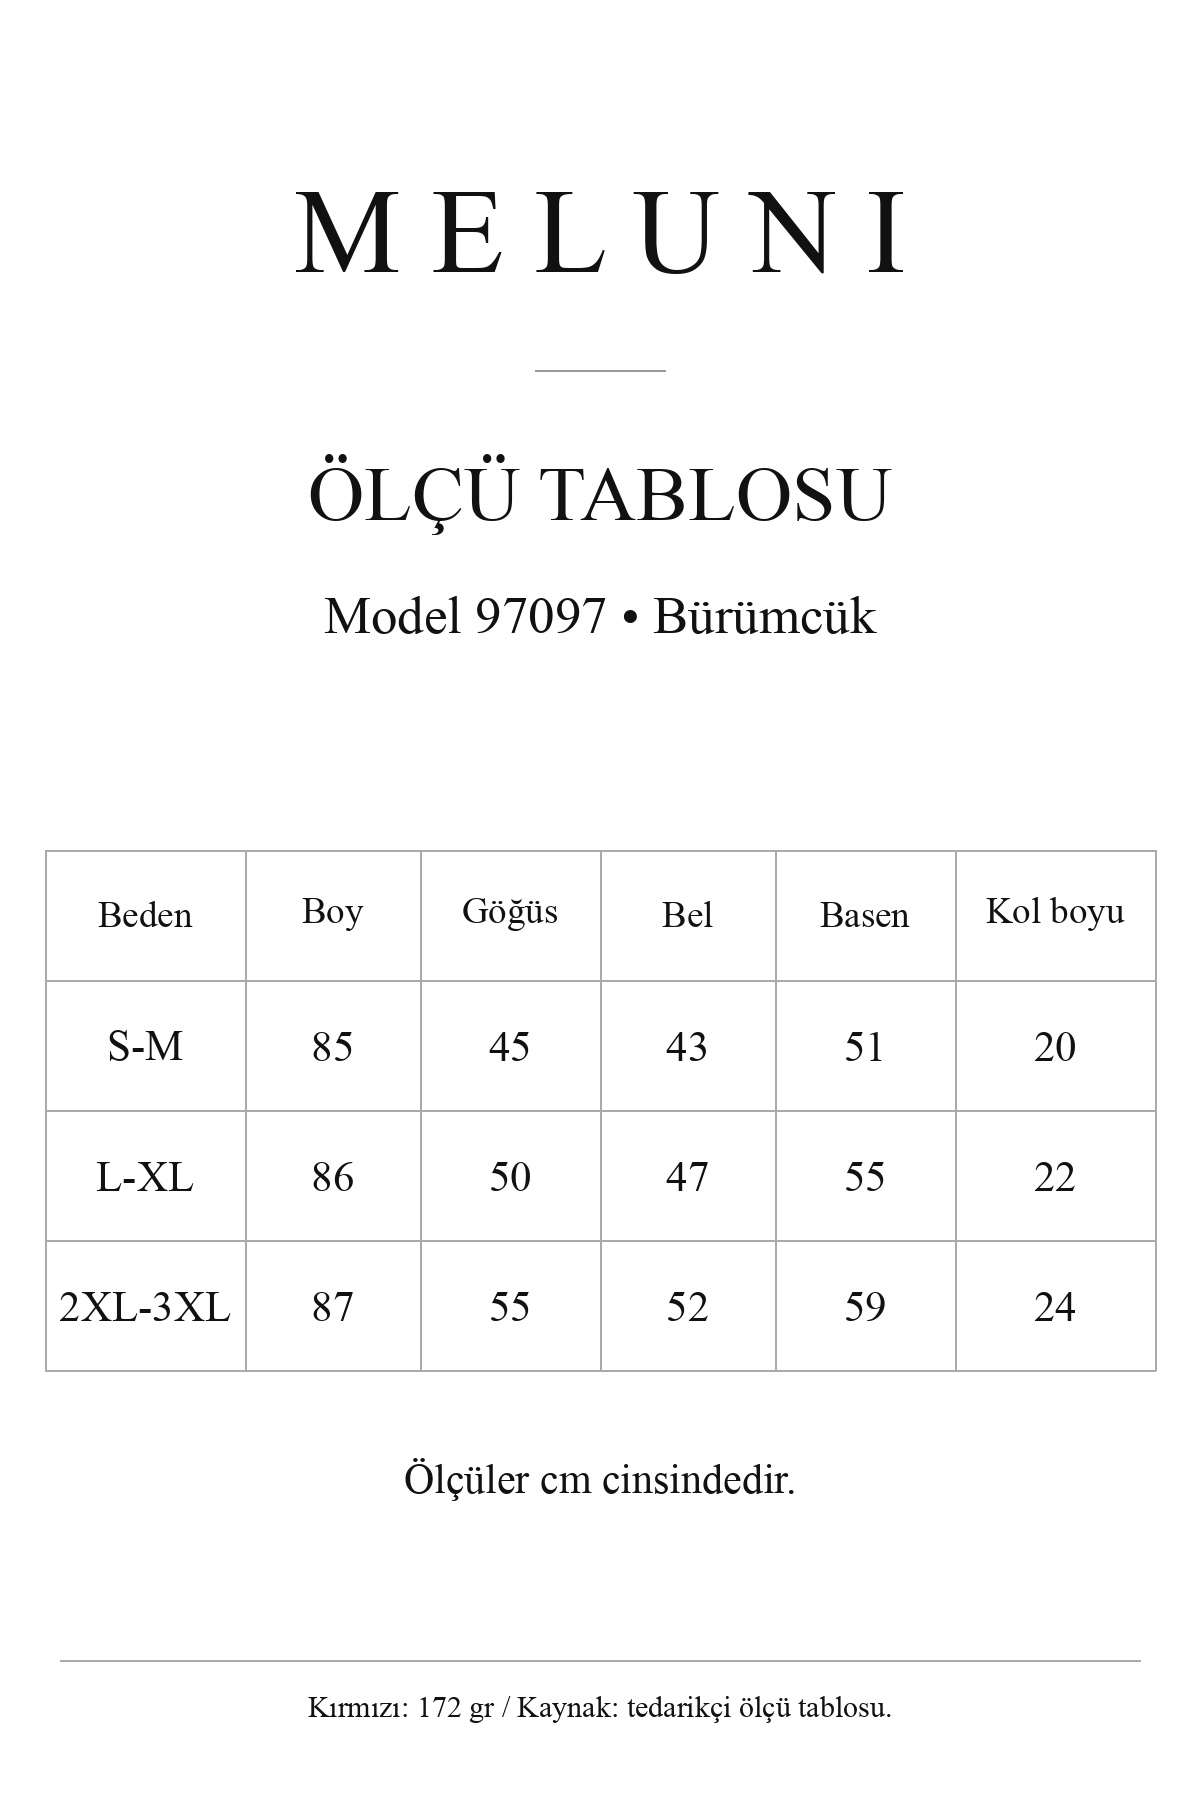 MELUNI
ÖLÇÜ TABLOSU
Model 97097 • Bürümcük
Beden Boy Göğüs Bel Basen Kol boyu
S-M 85 45 43 51 20
L-XL 86 50 47 55 22
2XL-3XL 87 55 52 59 24
Ölçüler cm cinsindedir.
Kırmızı: 172 gr / Kaynak: tedarikçi ölçü tablosu.